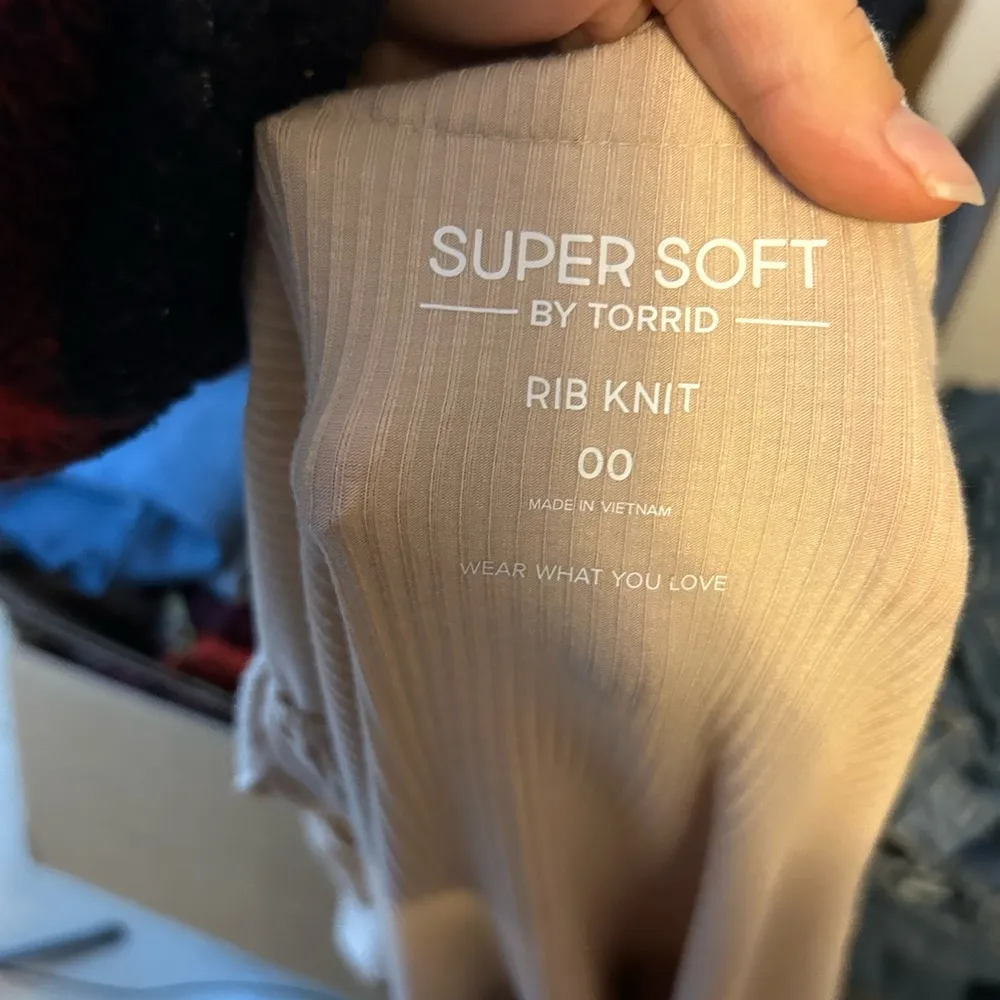 SUPER SOFT
BY TORRID
RIB KNIT
00
MADE IN VIETNAM
WEAR WHAT YOU LOVE